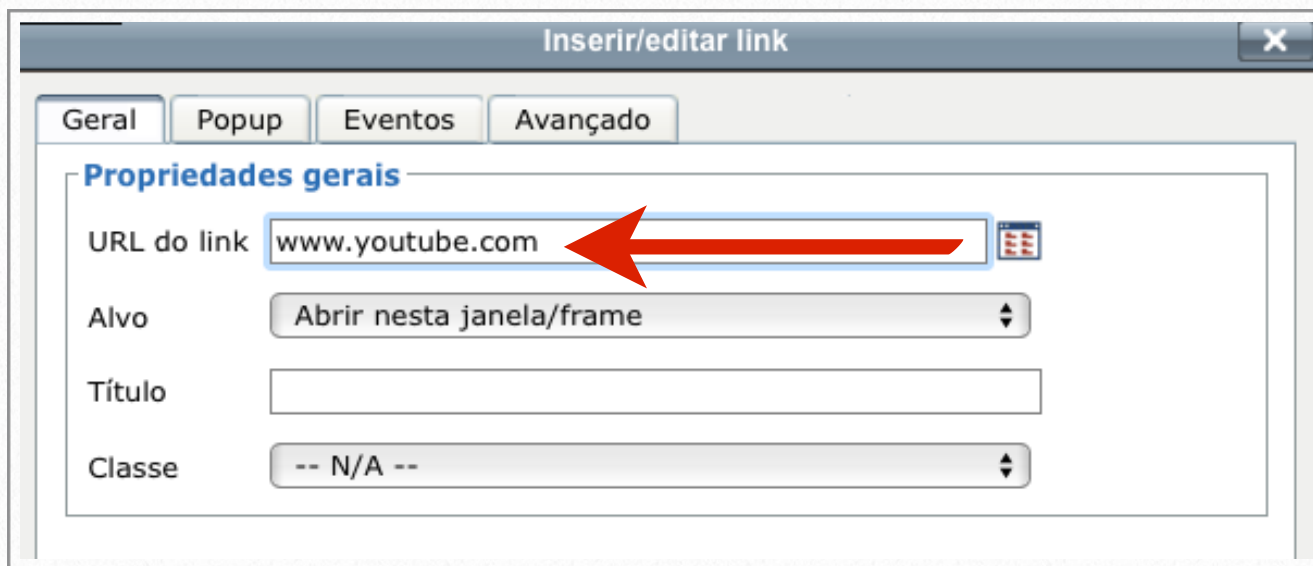 Inserir/editar link
Geral Popup Eventos Avançado
Propriedades gerais
URL do link www.youtube.com
Alvo Abrir nesta janela/frame
Título
Classe -- N/A --